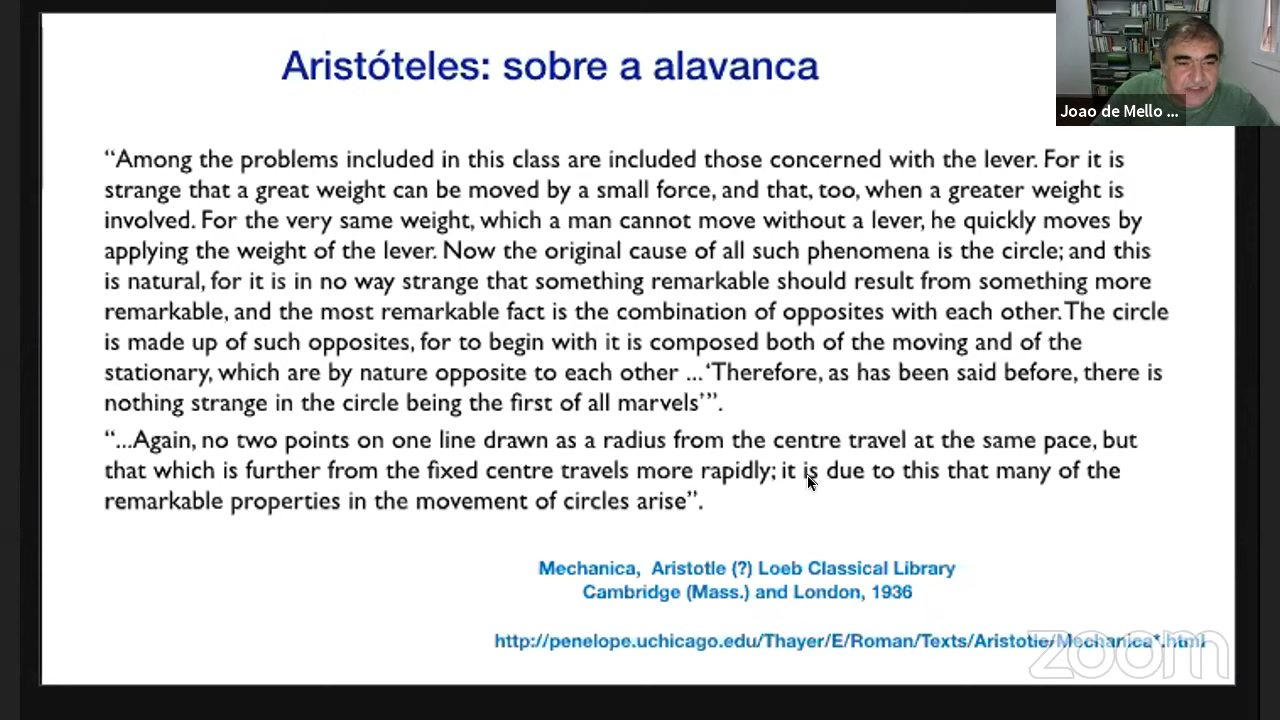 Aristóteles: sobre a alavanca
Joao de Mello ...
“Among the problems included in this class are included those concerned with the lever. For it is
strange that a great weight can be moved by a small force, and that, too, when a greater weight is
involved. For the very same weight, which a man cannot move without a lever, he quickly moves by
applying the weight of the lever. Now the original cause of all such phenomena is the circle; and this
is natural, for it is in no way strange that something remarkable should result from something more
remarkable, and the most remarkable fact is the combination of opposites with each other. The circle
is made up of such opposites, for to begin with it is composed both of the moving and of the
stationary, which are by nature opposite to each other ...‘Therefore, as has been said before, there is
nothing strange in the circle being the first of all marvels’”.
“...Again, no two points on one line drawn as a radius from the centre travel at the same pace, but
that which is further from the fixed centre travels more rapidly; it is due to this that many of the
remarkable properties in the movement of circles arise”.
Mechanica, Aristotle (?) Loeb Classical Library
Cambridge (Mass.) and London, 1936
http://penelope.uchicago.edu/Thayer/E/Roman/Texts/Aristotle/Mechanica*.html
zoom